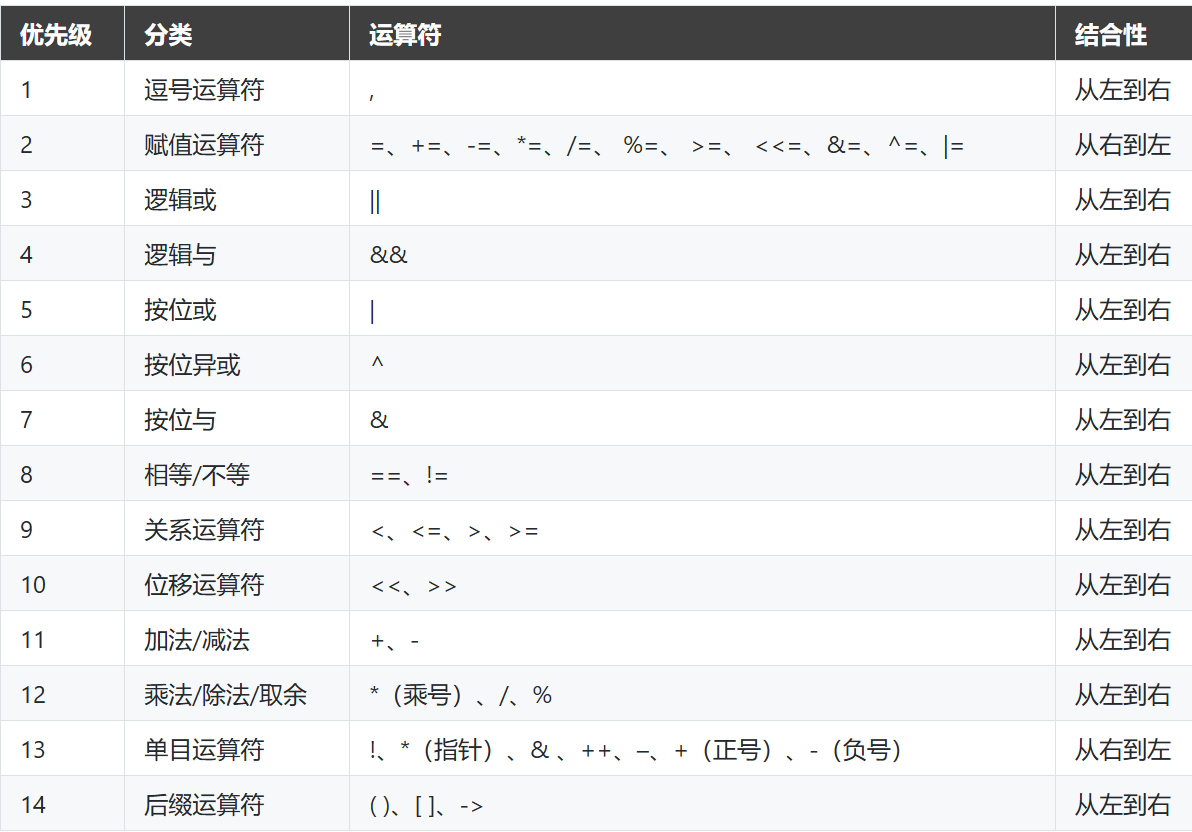 优先级 分类 运算符 结合性
1 逗号运算符 , 从左到右
2 赋值运算符 =、+=、-=、*=、/=、 %=、 >=、 <<=、&=、^=、|= 从右到左
3 逻辑或 || 从左到右
4 逻辑与 && 从左到右
5 按位或 | 从左到右
6 按位异或 ^ 从左到右
7 按位与 & 从左到右
8 相等/不等 ==、!= 从左到右
9 关系运算符 <、<=、>、>= 从左到右
10 位移运算符 <<、>> 从左到右
11 加法/减法 +、- 从左到右
12 乘法/除法/取余 *（乘号）、/、% 从左到右
13 单目运算符 !、*（指针）、& 、++、–、+（正号）、-（负号） 从右到左
14 后缀运算符 ( )、[ ]、-> 从左到右